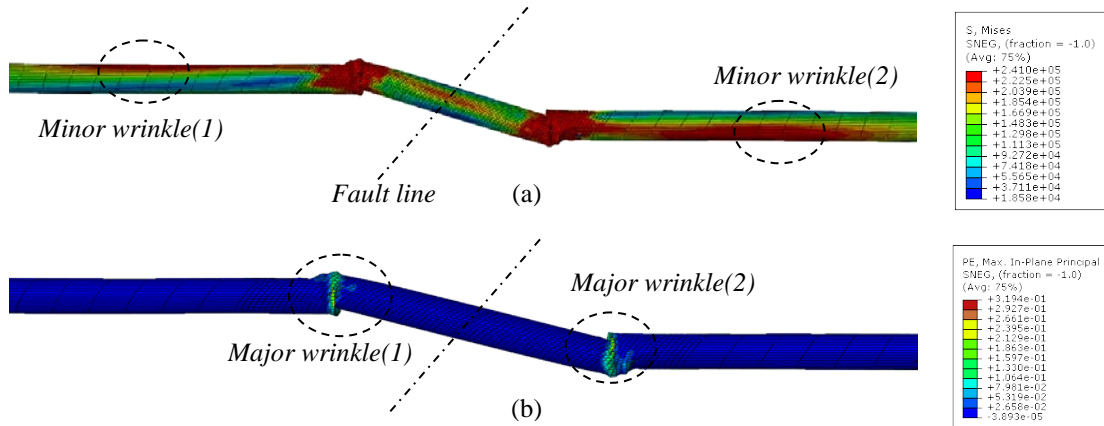 S, Mises
SNEG, (fraction = -1.0)
(Avg: 75%)
+2.410e+05
+2.225e+05
+2.039e+05
+1.854e+05
+1.669e+05
+1.483e+05
+1.298e+05
+1.113e+05
+9.272e+04
+7.418e+04
+5.565e+04
+3.711e+04
+1.858e+04
Minor wrinkle(1)
Minor wrinkle(2)
Fault line
(a)
PE, Max. In-Plane Principal
SNEG, (fraction = -1.0)
(Avg: 75%)
+3.194e-01
+2.927e-01
+2.661e-01
+2.395e-01
+2.129e-01
+1.863e-01
+1.597e-01
+1.330e-01
+1.064e-01
+7.981e-02
+5.319e-02
+2.658e-02
-3.893e-05
Major wrinkle(1)
Major wrinkle(2)
(b)